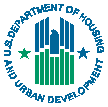 U.S. DEPARTMENT OF HOUSING
AND URBAN DEVELOPMENT